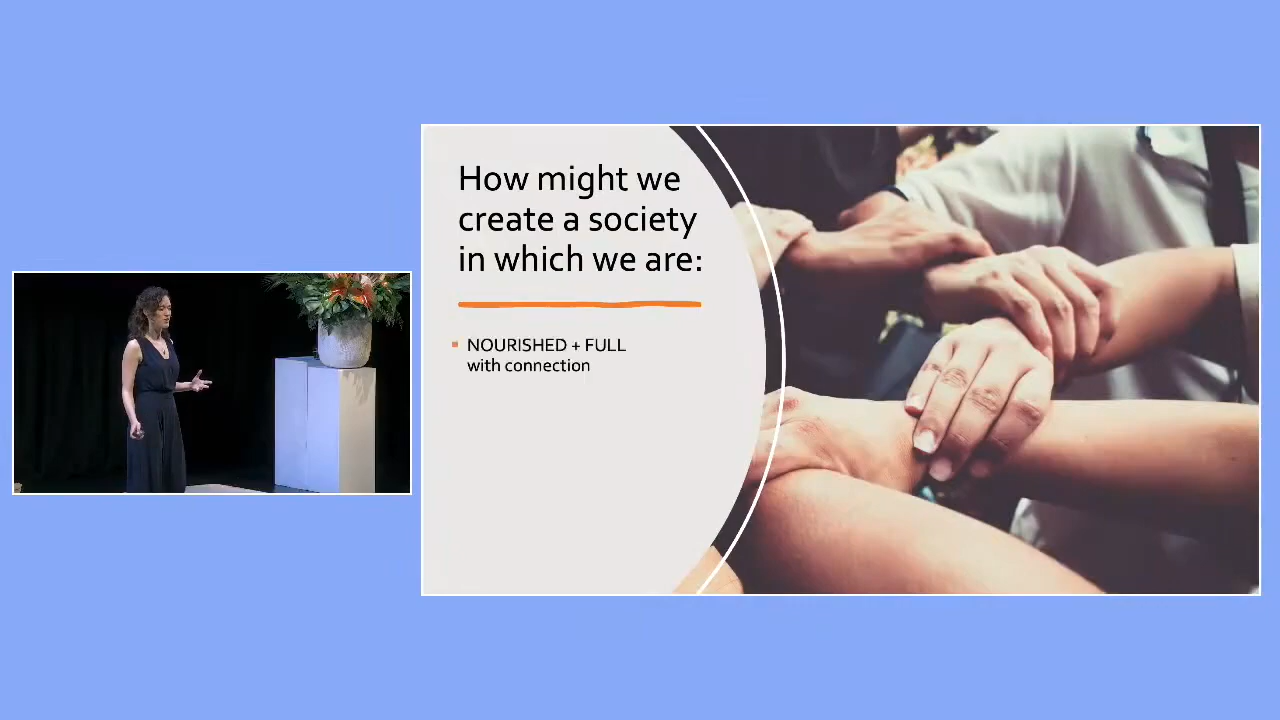 How might we
create a society
in which we are:
NOURISHED + FULL
with connection